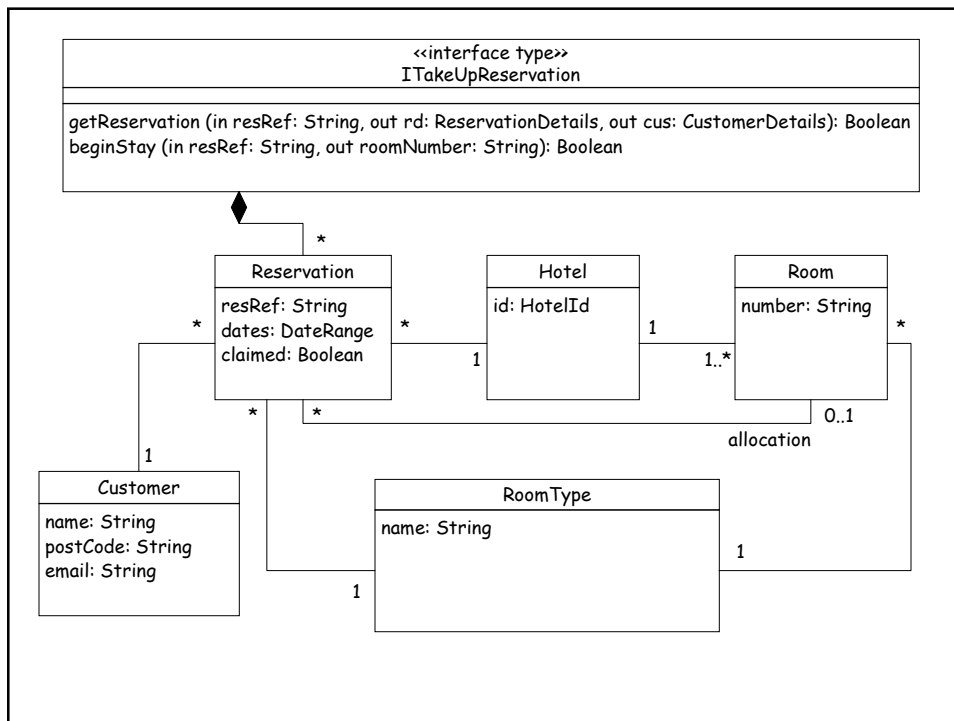 «interface type»
ITakeUpReservation
getReservation (in resRef: String, out rd: ReservationDetails, out cus: CustomerDetails): Boolean
beginStay (in resRef: String, out roomNumber: String): Boolean
*
Reservation
resRef: String
dates: DateRange
claimed: Boolean
Hotel
id: HotelId
Room
number: String
*
*
1
1
1..*
*
*
*
0..1
allocation
1
Customer
name: String
postCode: String
email: String
RoomType
name: String
1
1